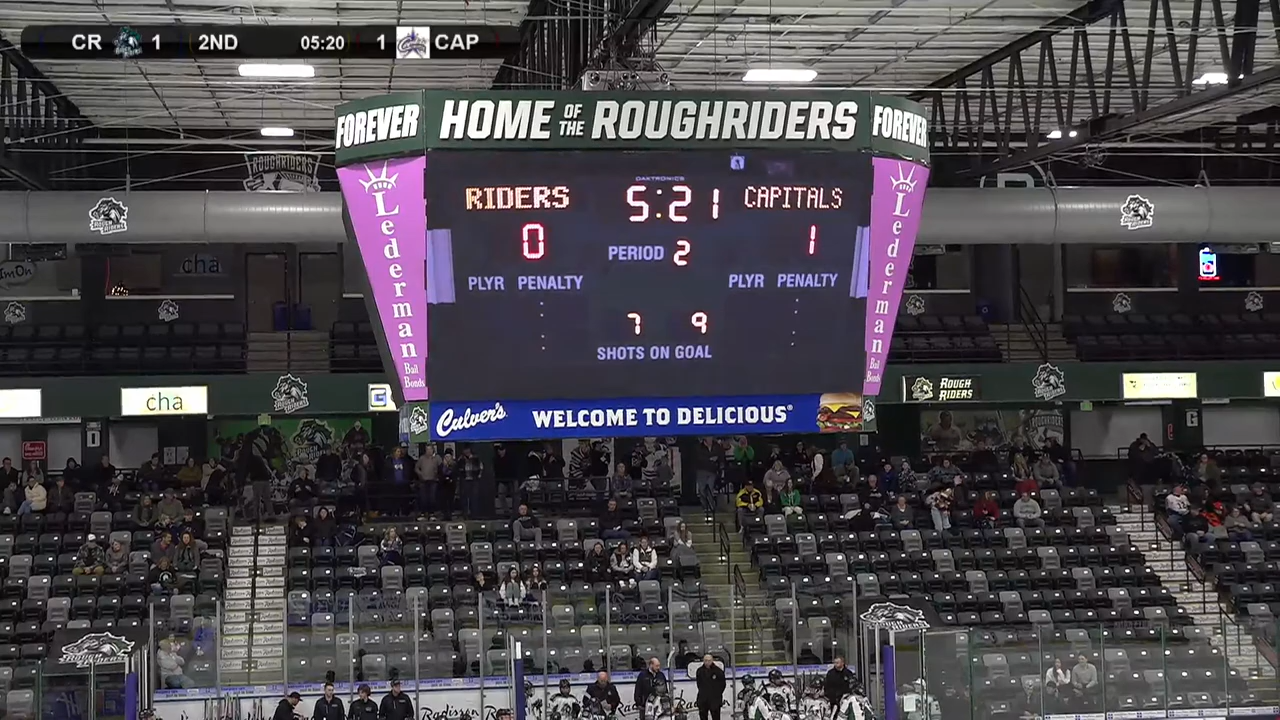 CR 1 2ND 05:20 1 CAP
FOREVER HOME OF THE ROUGHRIDERS FOREVER
DAKTRONICS
RIDERS 5:21 CAPITALS
0 PERIOD 2 1
PLYR PENALTY PLYR PENALTY
7 9
SHOTS ON GOAL
Lederman Bail Bonds
Lederman Bail Bonds
Culver's WELCOME TO DELICIOUS
ROUGHRIDERS
cha
cha
ROUGH RIDERS
D
G